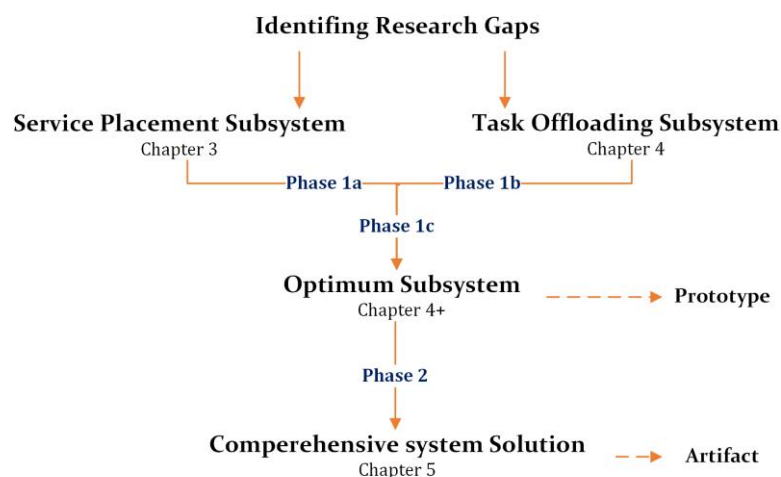 Identifing Research Gaps
Service Placement Subsystem
Chapter 3
Task Offloading Subsystem
Chapter 4
Phase 1a
Phase 1b
Phase 1c
Optimum Subsystem
Chapter 4+
Prototype
Phase 2
Comperehensive system Solution
Chapter 5
Artifact